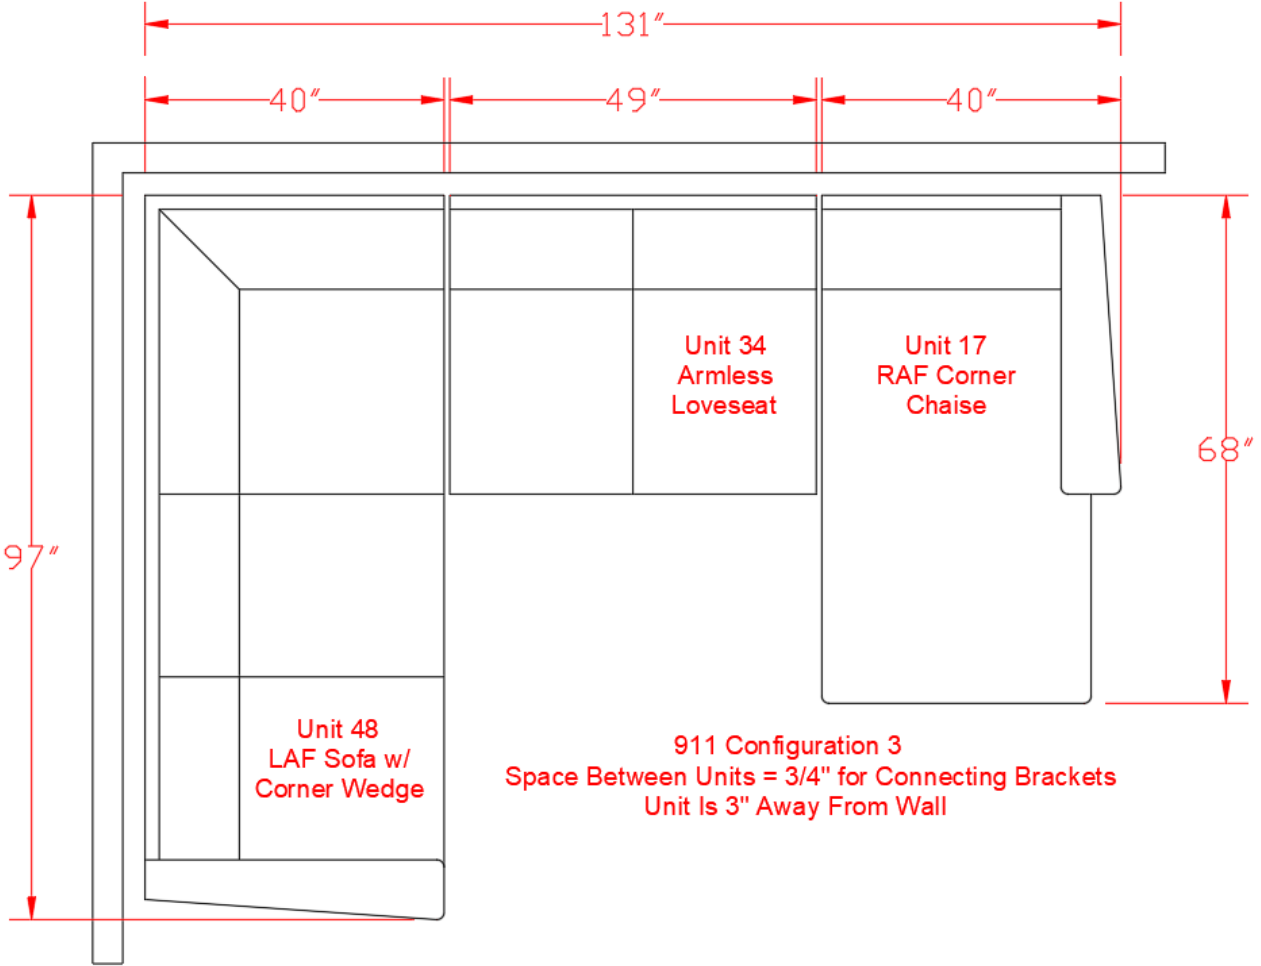 131"
40"
49"
40"
Unit 34
Armless
Loveseat
Unit 17
RAF Corner
Chaise
68"
97"
Unit 48
LAF Sofa w/
Corner Wedge
911 Configuration 3
Space Between Units = 3/4" for Connecting Brackets
Unit Is 3" Away From Wall